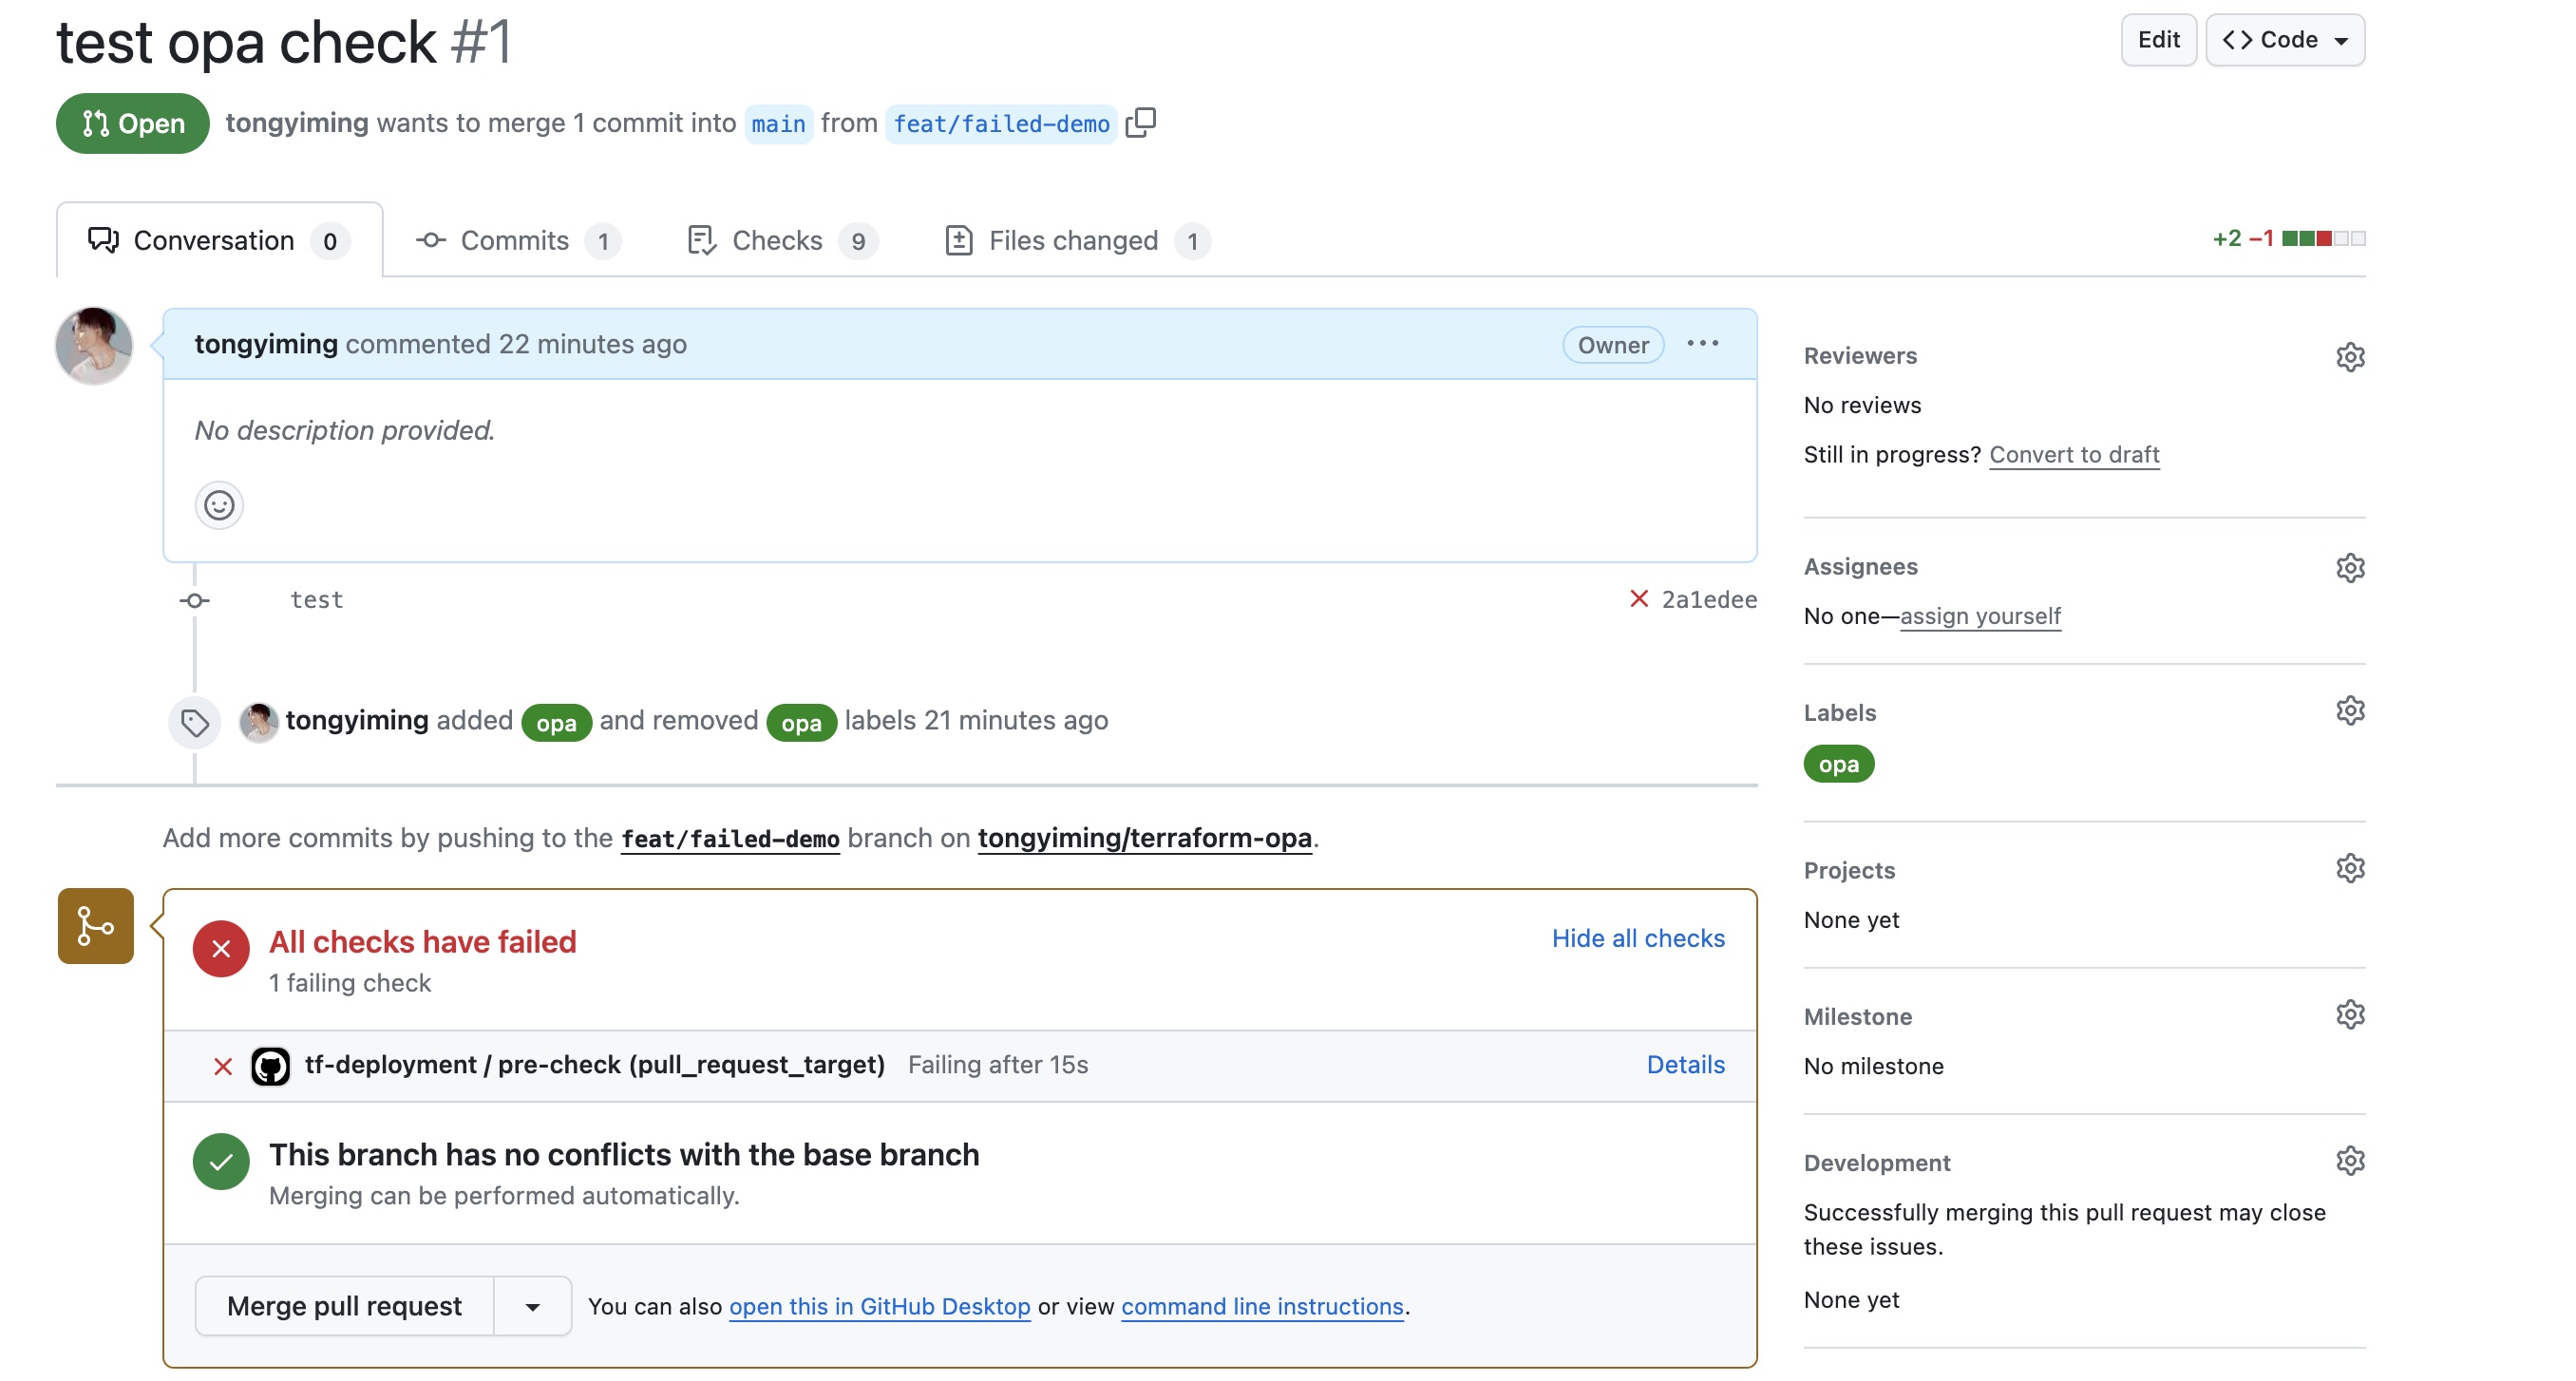 test opa check #1
Edit
<> Code
Open
tongyiming wants to merge 1 commit into main from feat/failed-demo
Conversation 0
Commits 1
Checks 9
Files changed 1
+2 −1
tongyiming commented 22 minutes ago
Owner
No description provided.
test
2a1edee
tongyiming added opa and removed opa labels 21 minutes ago
Add more commits by pushing to the feat/failed-demo branch on tongyiming/terraform-opa.
All checks have failed
Hide all checks
1 failing check
tf-deployment / pre-check (pull_request_target) Failing after 15s
Details
This branch has no conflicts with the base branch
Merging can be performed automatically.
Merge pull request
You can also open this in GitHub Desktop or view command line instructions.
Reviewers
No reviews
Still in progress? Convert to draft
Assignees
No one—assign yourself
Labels
opa
Projects
None yet
Milestone
No milestone
Development
Successfully merging this pull request may close
these issues.
None yet